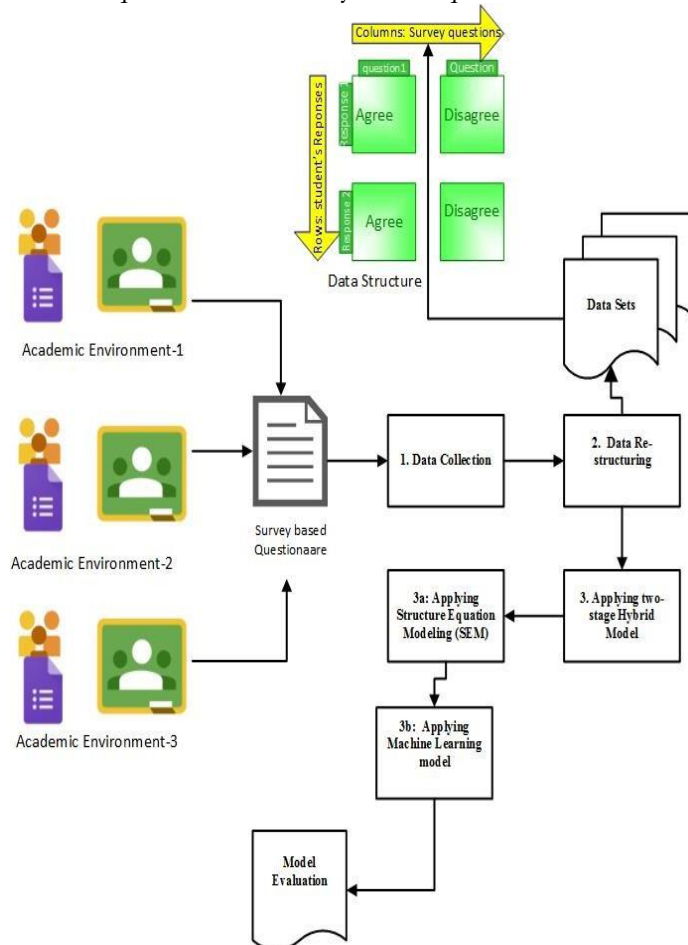 Columns: Survey questions
question1
Question
Rows: student's Reponses
Response 1
Agree
Disagree
Response 2
Agree
Disagree
Data Structure
Data Sets
Academic Environment-1
Academic Environment-2
Academic Environment-3
Survey based
Questionaare
1. Data Collection
2. Data Re-
structuring
3. Applying two-
stage Hybrid
Model
3a: Applying
Structure Equation
Modeling (SEM)
3b: Applying
Machine Learning
model
Model
Evaluation